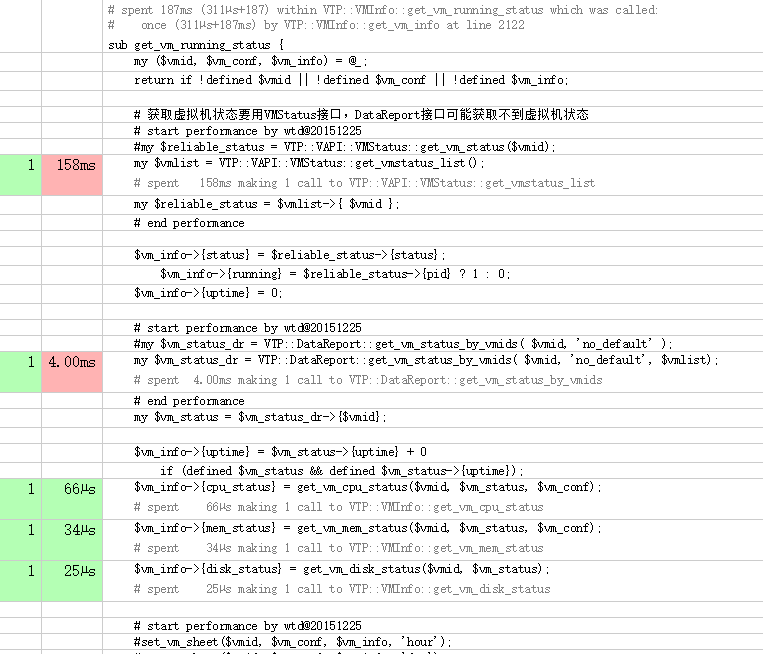 # spent 187ms (311µs+187) within VTP::VMInfo::get_vm_running_status which was called:
# once (311µs+187ms) by VTP::VMInfo::get_vm_info at line 2122
sub get_vm_running_status {
my ($vmid, $vm_conf, $vm_info) = @_;
return if !defined $vmid || !defined $vm_conf || !defined $vm_info;
# 获取虚拟机状态要用VMStatus接口，DataReport接口可能获取不到虚拟机状态
# start performance by wtd@20151225
#my $reliable_status = VTP::VAPI::VMStatus::get_vm_status($vmid);
1 158ms my $vmlist = VTP::VAPI::VMStatus::get_vmstatus_list();
# spent 158ms making 1 call to VTP::VAPI::VMStatus::get_vmstatus_list
my $reliable_status = $vmlist->{ $vmid };
# end performance
$vm_info->{status} = $reliable_status->{status};
$vm_info->{running} = $reliable_status->{pid} ? 1 : 0;
$vm_info->{uptime} = 0;
# start performance by wtd@20151225
#my $vm_status_dr = VTP::DataReport::get_vm_status_by_vmids( $vmid, 'no_default' );
1 4.00ms my $vm_status_dr = VTP::DataReport::get_vm_status_by_vmids( $vmid, 'no_default', $vmlist);
# spent 4.00ms making 1 call to VTP::DataReport::get_vm_status_by_vmids
# end performance
my $vm_status = $vm_status_dr->{$vmid};
$vm_info->{uptime} = $vm_status->{uptime} + 0
if (defined $vm_status && defined $vm_status->{uptime});
1 66µs $vm_info->{cpu_status} = get_vm_cpu_status($vmid, $vm_status, $vm_conf);
# spent 66µs making 1 call to VTP::VMInfo::get_vm_cpu_status
1 34µs $vm_info->{mem_status} = get_vm_mem_status($vmid, $vm_status, $vm_conf);
# spent 34µs making 1 call to VTP::VMInfo::get_vm_mem_status
1 25µs $vm_info->{disk_status} = get_vm_disk_status($vmid, $vm_status);
# spent 25µs making 1 call to VTP::VMInfo::get_vm_disk_status
# start performance by wtd@20151225
#set_vm_sheet($vmid, $vm_conf, $vm_info, 'hour');